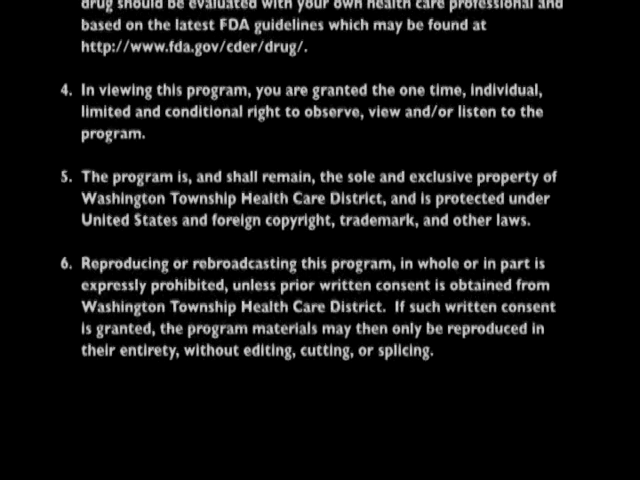 drug should be evaluated with your own health care professional and
based on the latest FDA guidelines which may be found at
http://www.fda.gov/cder/drug/.
4. In viewing this program, you are granted the one time, individual,
limited and conditional right to observe, view and/or listen to the
program.
5. The program is, and shall remain, the sole and exclusive property of
Washington Township Health Care District, and is protected under
United States and foreign copyright, trademark, and other laws.
6. Reproducing or rebroadcasting this program, in whole or in part is
expressly prohibited, unless prior written consent is obtained from
Washington Township Health Care District. If such written consent
is granted, the program materials may then only be reproduced in
their entirety, without editing, cutting, or splicing.